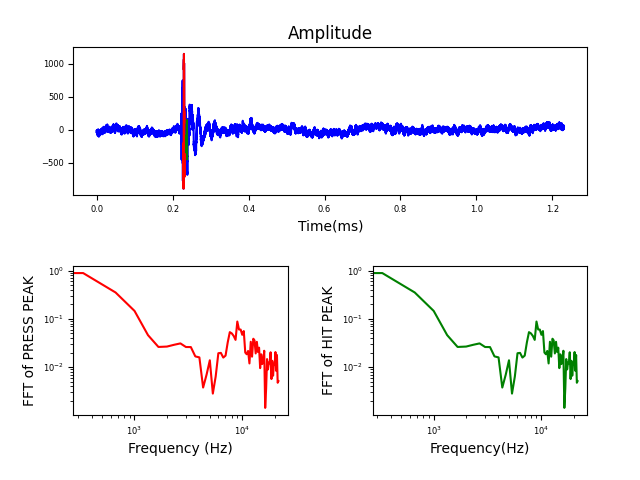 Amplitude
1000
500
0
−500
0.0 0.2 0.4 0.6 0.8 1.0 1.2
Time(ms)
FFT of PRESS PEAK
10⁰
10⁻¹
10⁻²
10³ 10⁴
Frequency (Hz)
FFT of HIT PEAK
10⁰
10⁻¹
10⁻²
10³ 10⁴
Frequency(Hz)